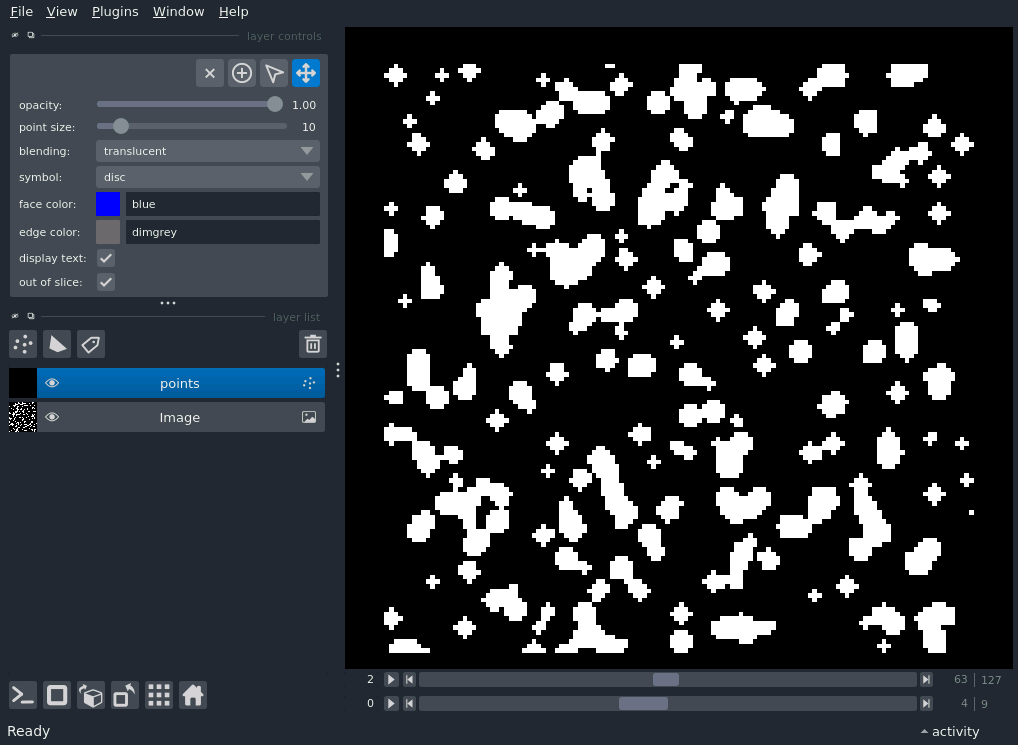 File View Plugins Window Help
layer controls
opacity: 1.00
point size: 10
blending: translucent
symbol: disc
face color: blue
edge color: dimgrey
display text:
out of slice:
layer list
points
Image
2 63 127
0 4 9
Ready activity